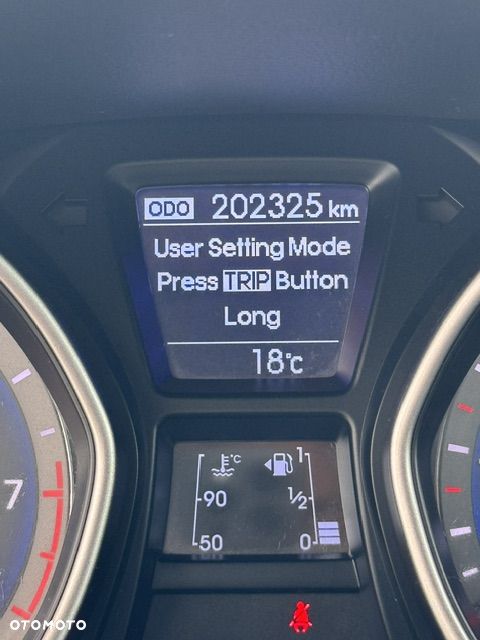 ODO 202325 km
User Setting Mode
Press TRIP Button
Long
18°C
°C 1
90 1/2
50 0
7
OTOMOTO